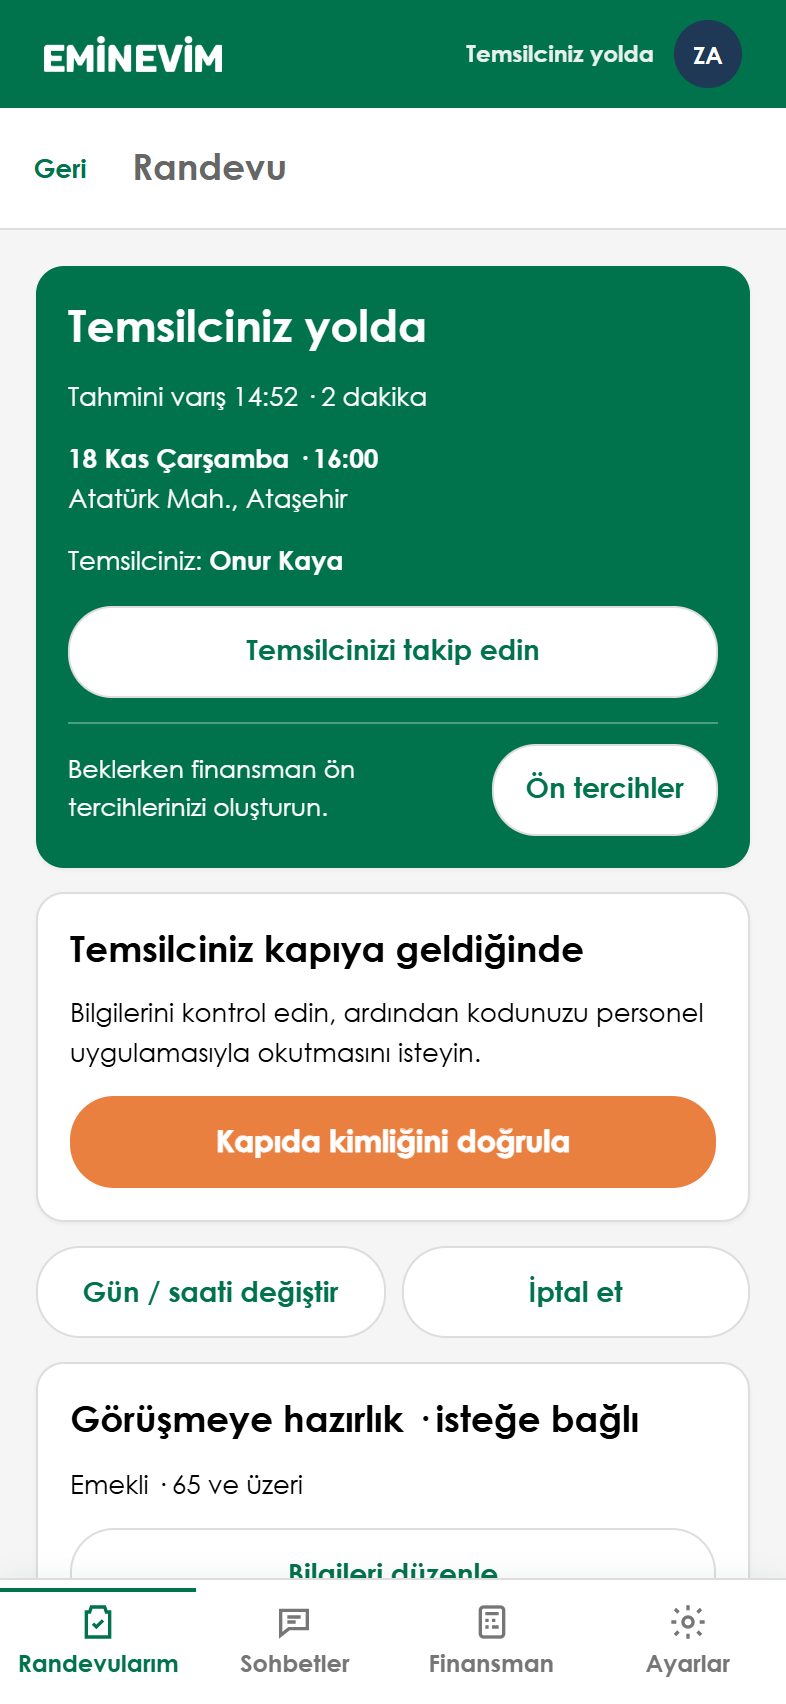 EMİNEVİM
Temsilciniz yolda
ZA
Geri
Randevu
Temsilciniz yolda
Tahmini varış 14:52 · 2 dakika
18 Kas Çarşamba · 16:00
Atatürk Mah., Ataşehir
Temsilciniz: Onur Kaya
Temsilcinizi takip edin
Beklerken finansman ön
tercihlerinizi oluşturun.
Ön tercihler
Temsilciniz kapıya geldiğinde
Bilgilerini kontrol edin, ardından kodunuzu personel
uygulamasıyla okutmasını isteyin.
Kapıda kimliğini doğrula
Gün / saati değiştir
İptal et
Görüşmeye hazırlık · isteğe bağlı
Emekli · 65 ve üzeri
Bilgileri düzenle
Randevularım
Sohbetler
Finansman
Ayarlar